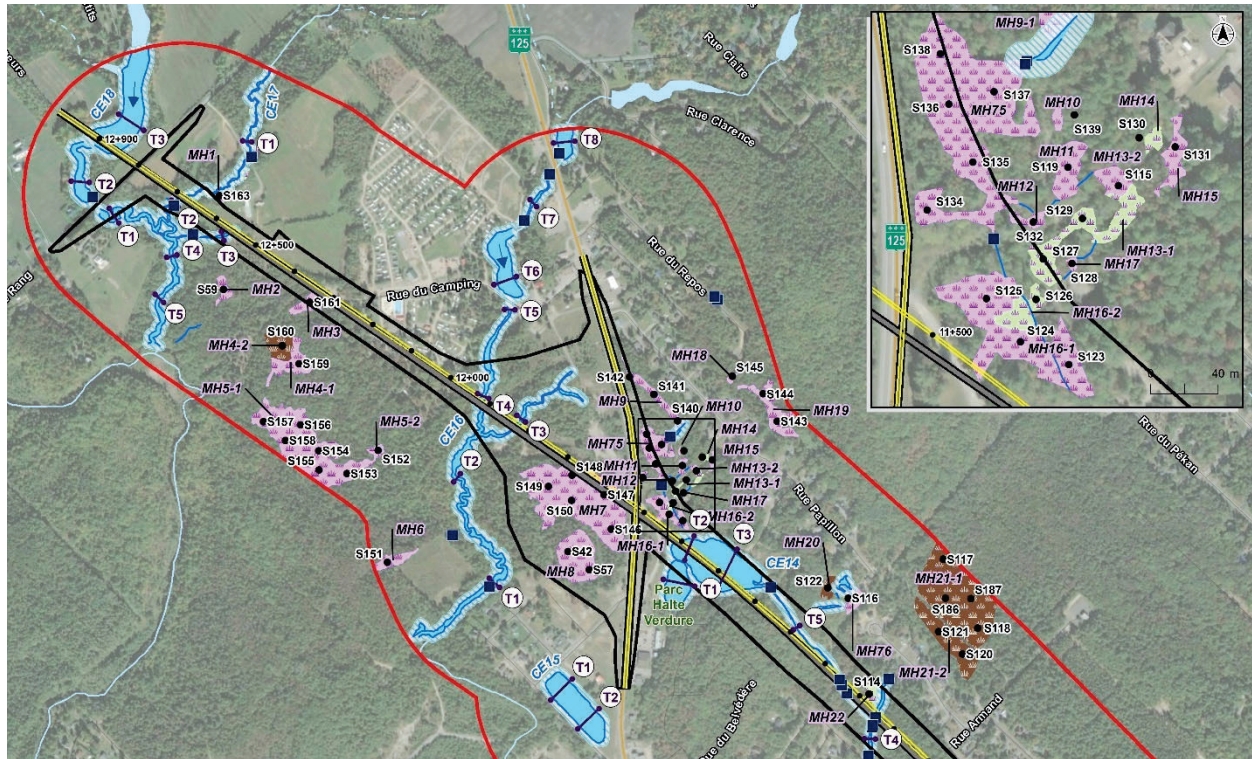 125
Rue Claire
Rue Clarence
CE18
CE17
T3
12+900
T1
MH1
T8
T2
S163
T7
T1
T2
T4
T3
12+500
T6
Rue du Repos
Rang
S59
MH2
S161
Rue du Camping
T5
T5
MH3
S160
MH4-2
S159
MH4-1
12+000
MH18
S145
S142
S141
S144
MH5-1
T4
MH9
MH19
S157
S156
T3
S140
MH10
S143
S158
MH5-2
CE16
MH14
S154
S152
MH75
MH15
S155
S153
T2
S148
MH11
MH13-2
MH12
MH13-1
S149
S147
MH17
S150
MH7
MH16-2
T2
Rue Papillon
MH6
S146
MH16-1
T3
S151
S42
MH20
S117
MH8
S57
CE14
MH21-1
T1
T1
S122
S116
S187
Parc
Halte
Verdure
S186
T5
S121
S118
MH76
S120
CE15
T1
MH21-2
T2
S114
MH22
Rue du Belvédère
Rue Armand
T4
Rue du Pékan
MH9-1
N
S138
S137
MH10
MH14
S136
MH75
S139
S130
MH11
S131
S135
S119
MH13-2
MH12
S115
S134
S129
MH15
125
S132
S127
MH13-1
S128
MH17
S125
S126
MH16-2
S124
11+500
MH16-1
S123
0
40 m